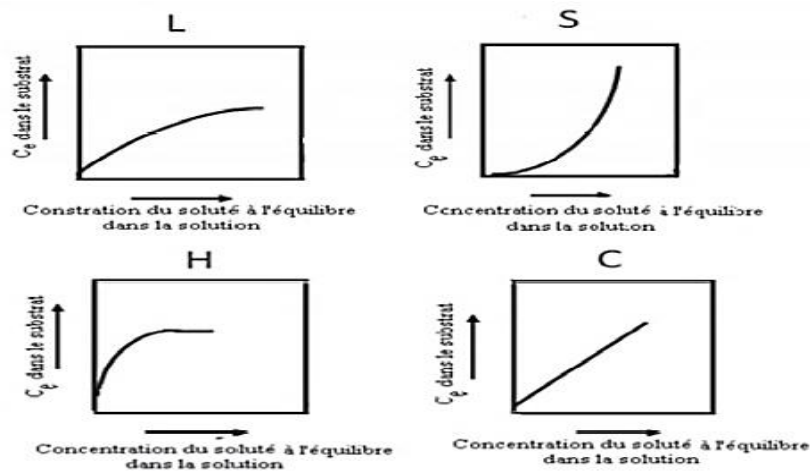 L
Ce dans le substrat
Constration du soluté à l'équilibre
dans la solution
S
Ce dans le substrat
Concentration du soluté à l'équilibre
dans la solution
H
Ce dans le substrat
Concentration du soluté à l'équilibre
dans la solution
C
Ce dans le substrat
Concentration du soluté à l'équilibre
dans la solution